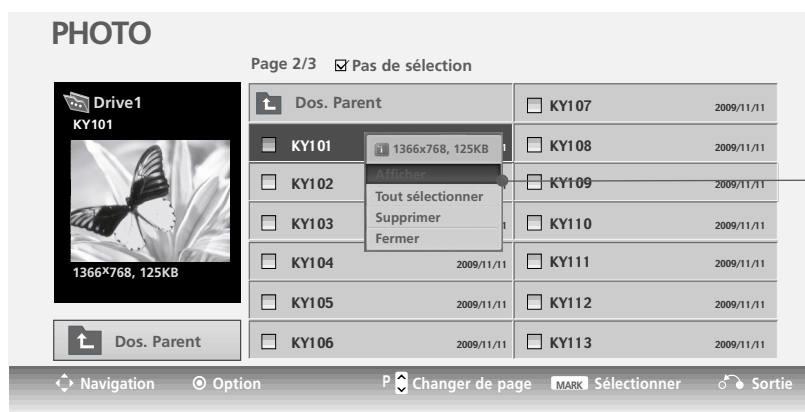 PHOTO
Page 2/3 Pas de sélection
Drive1
KY101
1366x768, 125KB
Dos. Parent
Dos. Parent
KY101
KY102
KY103
KY104 2009/11/11
KY105 2009/11/11
KY106 2009/11/11
1366x768, 125KB
Afficher
Tout sélectionner
Supprimer
Fermer
KY107 2009/11/11
KY108 2009/11/11
KY109 2009/11/11
KY110 2009/11/11
KY111 2009/11/11
KY112 2009/11/11
KY113 2009/11/11
Navigation Option P Changer de page MARK Sélectionner Sortie